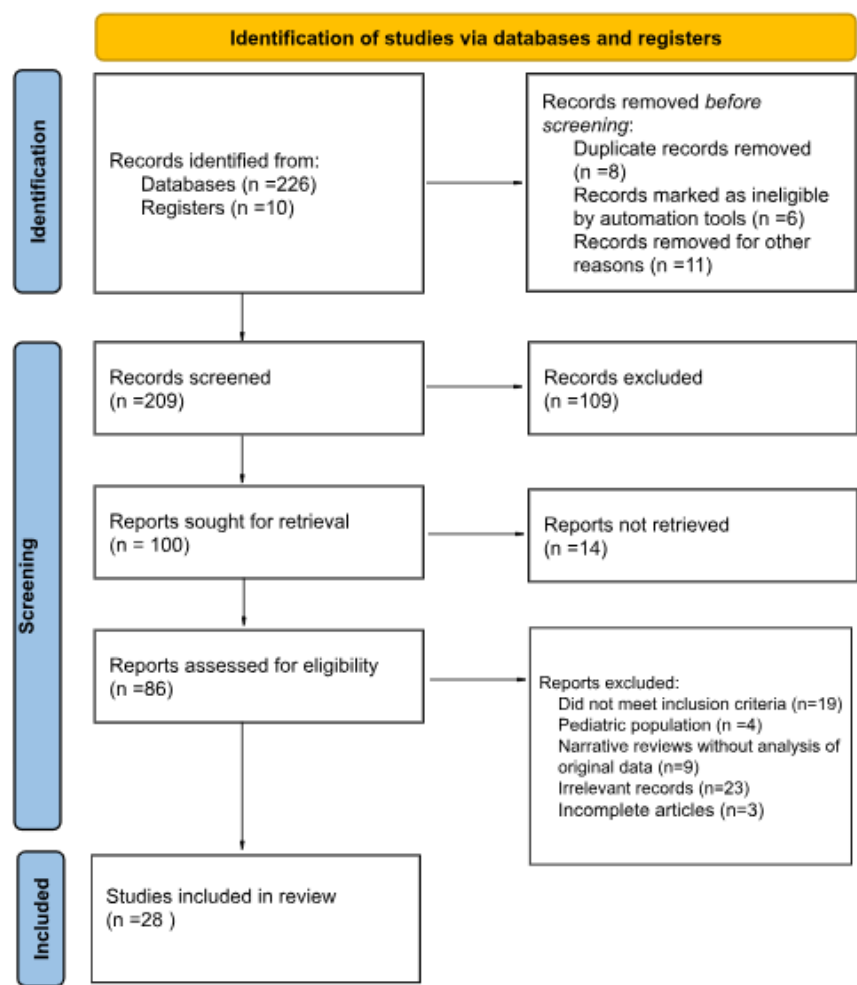 Identification of studies via databases and registers
Identification
Records identified from:
Databases (n =226)
Registers (n =10)
Records removed before
screening:
Duplicate records removed
(n =8)
Records marked as ineligible
by automation tools (n =6)
Records removed for other
reasons (n =11)
Screening
Records screened
(n =209)
Records excluded
(n =109)
Reports sought for retrieval
(n = 100)
Reports not retrieved
(n =14)
Reports assessed for eligibility
(n =86)
Reports excluded:
Did not meet inclusion criteria (n=19)
Pediatric population (n =4)
Narrative reviews without analysis of
original data (n=9)
Irrelevant records (n=23)
Incomplete articles (n=3)
Included
Studies included in review
(n =28 )